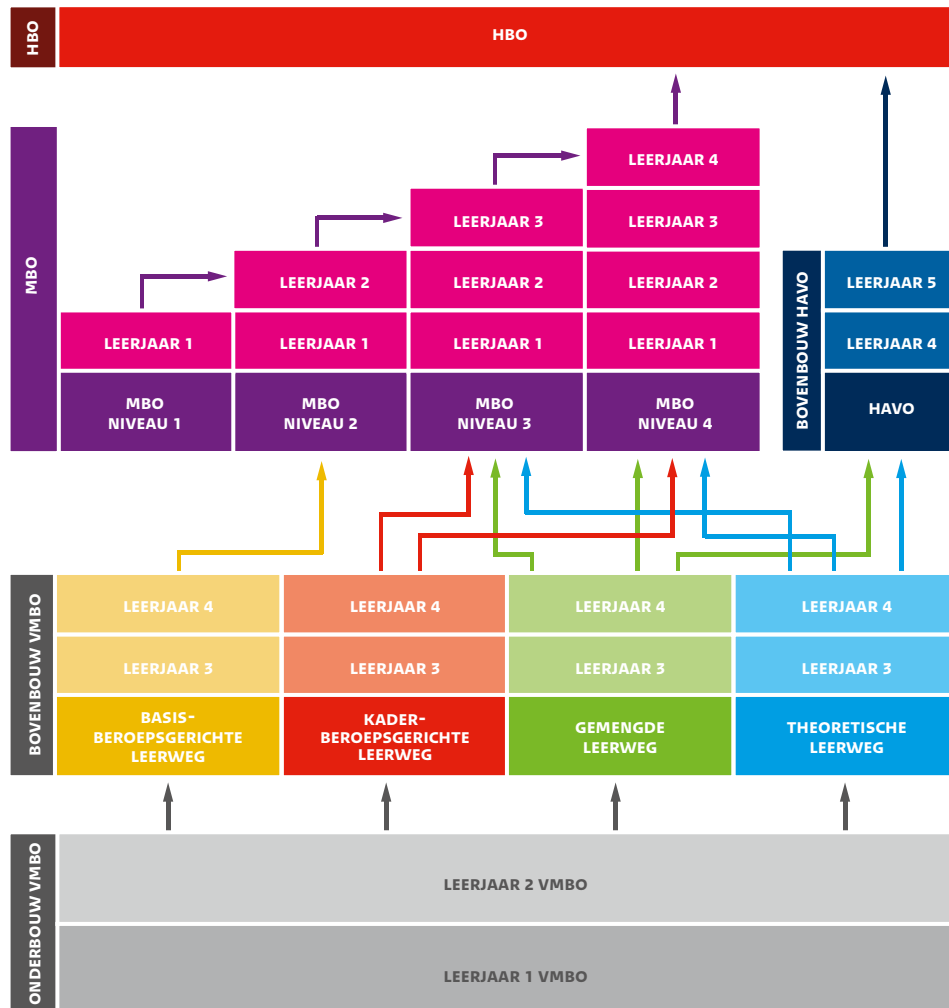 HBO
HBO
MBO
LEERJAAR 4
LEERJAAR 3
LEERJAAR 3
LEERJAAR 2
LEERJAAR 2
LEERJAAR 2
LEERJAAR 1
LEERJAAR 1
LEERJAAR 1
LEERJAAR 1
MBO
NIVEAU 1
MBO
NIVEAU 2
MBO
NIVEAU 3
MBO
NIVEAU 4
BOVENBOUW HAVO
LEERJAAR 5
LEERJAAR 4
HAVO
BOVENBOUW VMBO
LEERJAAR 4
LEERJAAR 4
LEERJAAR 4
LEERJAAR 4
LEERJAAR 3
LEERJAAR 3
LEERJAAR 3
LEERJAAR 3
BASIS-
BEROEPSGERICHTE
LEERWEG
KADER-
BEROEPSGERICHTE
LEERWEG
GEMENGDE
LEERWEG
THEORETISCHE
LEERWEG
ONDERBOUW VMBO
LEERJAAR 2 VMBO
LEERJAAR 1 VMBO